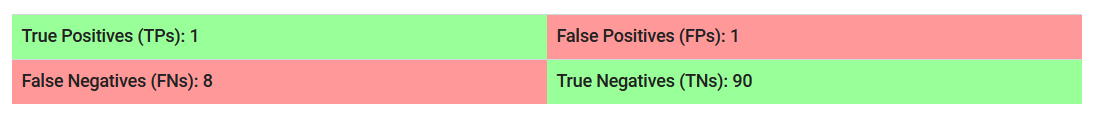 True Positives (TPs): 1
False Positives (FPs): 1
False Negatives (FNs): 8
True Negatives (TNs): 90